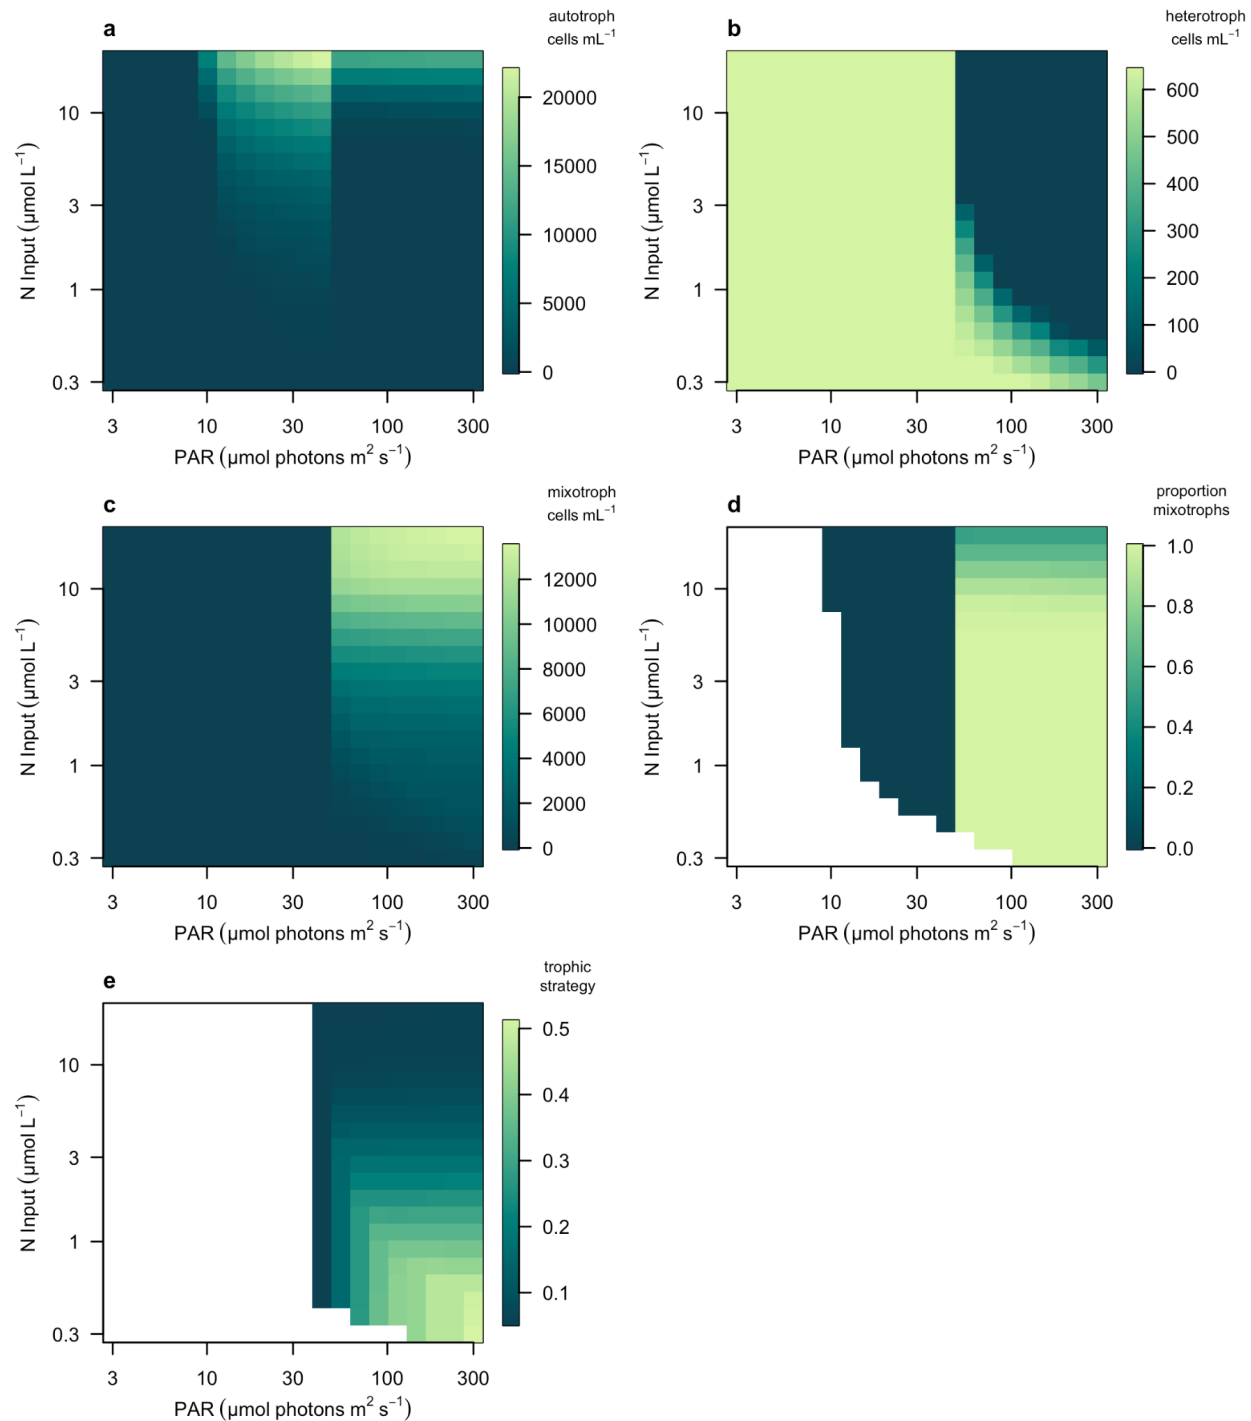 a
autotroph
cells mL⁻¹
N Input (µmol L⁻¹)
10
3
1
0.3
3 10 30 100 300
PAR (µmol photons m² s⁻¹)
20000
15000
10000
5000
0
b
heterotroph
cells mL⁻¹
N Input (µmol L⁻¹)
10
3
1
0.3
3 10 30 100 300
PAR (µmol photons m² s⁻¹)
600
500
400
300
200
100
0
c
mixotroph
cells mL⁻¹
N Input (µmol L⁻¹)
10
3
1
0.3
3 10 30 100 300
PAR (µmol photons m² s⁻¹)
12000
10000
8000
6000
4000
2000
0
d
proportion
mixotrophs
N Input (µmol L⁻¹)
10
3
1
0.3
3 10 30 100 300
PAR (µmol photons m² s⁻¹)
1.0
0.8
0.6
0.4
0.2
0.0
e
trophic
strategy
N Input (µmol L⁻¹)
10
3
1
0.3
3 10 30 100 300
PAR (µmol photons m² s⁻¹)
0.5
0.4
0.3
0.2
0.1